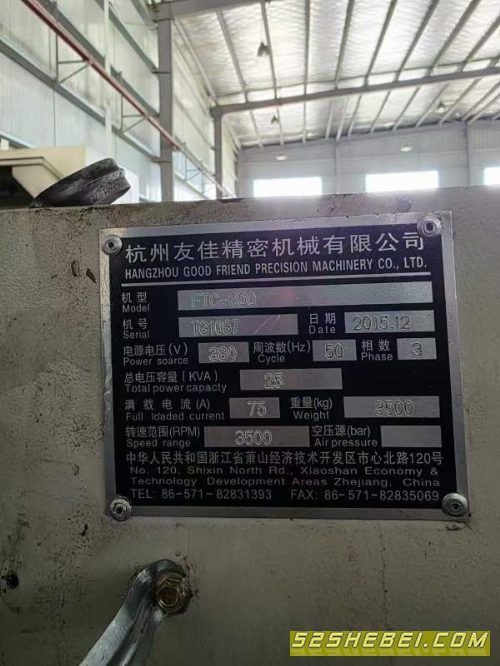 杭州友佳精密机械有限公司
HANGZHOU GOOD FRIEND PRECISION MACHINERY CO., LTD.
机型 Model FTC-350
机号 Serial TG1087 日期 Date 2015.12
电源电压(V) Power soarce 380 周波数(Hz) Cycle 50 相数 Phase 3
总电压容量(KVA) Total power capacity 25
满载电流(A) Full lcaded current 75 重量(kg) Weight 3500
转速范围(RPM) Speed range 3500 空压源(bar) Air pressure
中华人民共和国浙江省萧山经济技术开发区市心北路120号
No. 120, Shixin North Rd., Xiaoshan Economy &
Technology Development Areas Zhejiang, China
TEL: 86-571-82831393 FAX: 86-571-82835069
52SHEBEI.COM